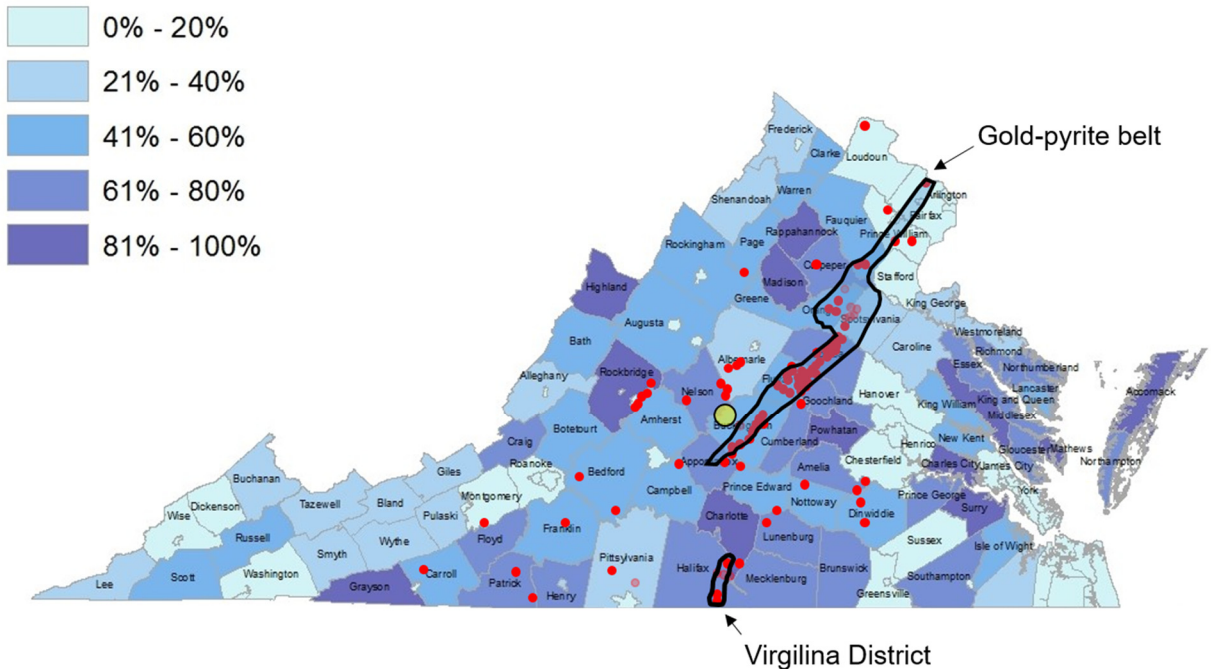 0% - 20%
21% - 40%
41% - 60%
61% - 80%
81% - 100%
Gold-pyrite belt
Frederick
Clarke
Loudoun
Arlington
Shenandoah
Warren
Fauquier
Fairfax
Prince William
Rappahannock
Rockingham
Page
Culpeper
Stafford
Madison
Highland
Greene
King George
Augusta
Spotsylvania
Westmoreland
Bath
Albemarle
Caroline
Richmond
Essex
Northumberland
Alleghany
Rockbridge
Nelson
Lancaster
Accomack
Goochland
Hanover
King and Queen
Amherst
King William
Middlesex
Botetourt
Buckingham
Powhatan
Henrico
New Kent
Gloucester
Mathews
Craig
Cumberland
Roanoke
Appomattox
Chesterfield
Charles City
James City
Northampton
Giles
Bedford
Amelia
Buchanan
Montgomery
Campbell
Prince Edward
York
Dickenson
Tazewell
Bland
Nottoway
Prince George
Wise
Pulaski
Charlotte
Dinwiddie
Surry
Russell
Wythe
Floyd
Franklin
Lunenburg
Sussex
Smyth
Pittsylvania
Isle of Wight
Lee
Scott
Washington
Carroll
Patrick
Halifax
Mecklenburg
Brunswick
Southampton
Grayson
Henry
Greensville
Virgilina District